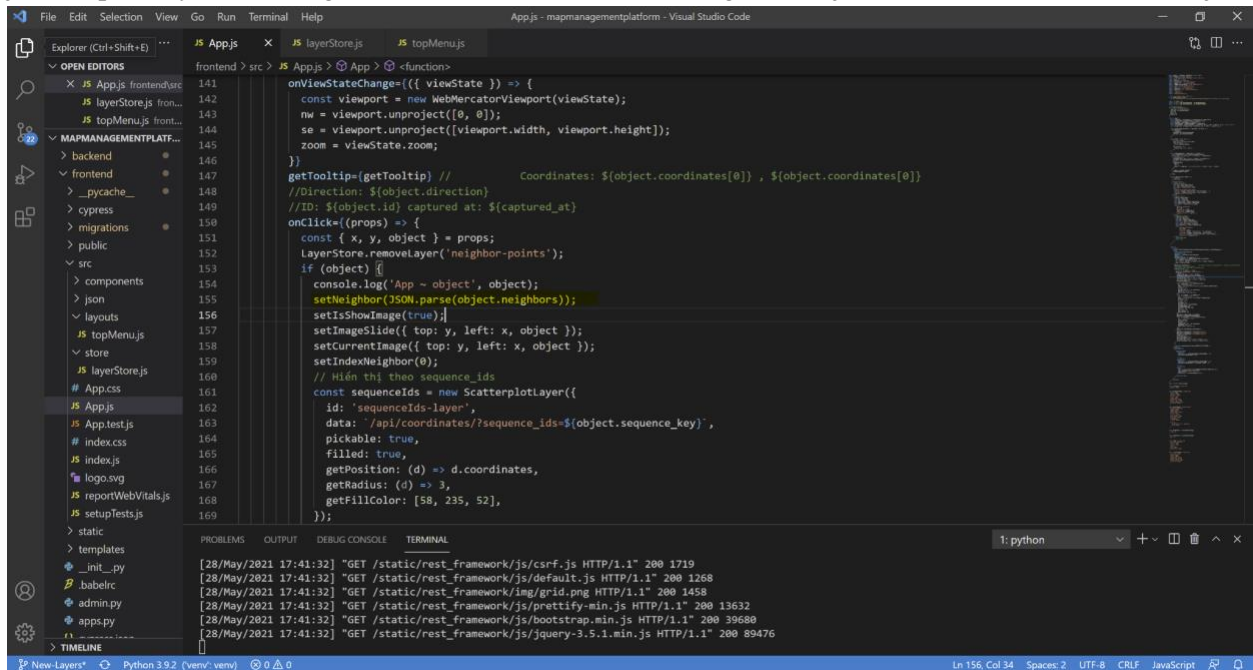 File Edit Selection View Go Run Terminal Help
App.js - mapmanagementplatform - Visual Studio Code
Explorer (Ctrl+Shift+E)
OPEN EDITORS
App.js frontend\src
layerStore.js fron...
topMenu.js front...
MAPMANAGEMENTPLATF...
backend
frontend
__pycache__
cypress
migrations
public
src
components
json
layouts
topMenu.js
store
layerStore.js
App.css
App.js
App.test.js
index.css
index.js
logo.svg
reportWebVitals.js
setupTests.js
static
templates
__init__.py
.babelrc
admin.py
apps.py
TIMELINE
22
App.js layerStore.js topMenu.js
frontend > src > App.js > App > <function>
141 onViewStateChange={({ viewState }) => {
142 const viewport = new WebMercatorViewport(viewState);
143 nw = viewport.unproject([0, 0]);
144 se = viewport.unproject([viewport.width, viewport.height]);
145 zoom = viewState.zoom;
146 }}
147 getTooltip={getTooltip} // Coordinates: ${object.coordinates[0]} , ${object.coordinates[0]}
148 //Direction: ${object.direction}
149 //ID: ${object.id} captured at: ${captured_at}
150 onClick={(props) => {
151 const { x, y, object } = props;
152 LayerStore.removeLayer('neighbor-points');
153 if (object) {
154 console.log('App ~ object', object);
155 setNeighbor(JSON.parse(object.neighbors));
156 setIsShowImage(true);
157 setImageSlide({ top: y, left: x, object });
158 setCurrentImage({ top: y, left: x, object });
159 setIndexNeighbor(0);
160 // Hiển thị theo sequence_ids
161 const sequenceIds = new ScatterplotLayer({
162 id: 'sequenceIds-layer',
163 data: `/api/coordinates/?sequence_ids=${object.sequence_key}`,
164 pickable: true,
165 filled: true,
166 getPosition: (d) => d.coordinates,
167 getRadius: (d) => 3,
168 getFillColor: [58, 235, 52],
169 });
PROBLEMS OUTPUT DEBUG CONSOLE TERMINAL 1: python
[28/May/2021 17:41:32] "GET /static/rest_framework/js/csrf.js HTTP/1.1" 200 1719
[28/May/2021 17:41:32] "GET /static/rest_framework/js/default.js HTTP/1.1" 200 1268
[28/May/2021 17:41:32] "GET /static/rest_framework/img/grid.png HTTP/1.1" 200 1458
[28/May/2021 17:41:32] "GET /static/rest_framework/js/prettify-min.js HTTP/1.1" 200 13632
[28/May/2021 17:41:32] "GET /static/rest_framework/js/bootstrap.min.js HTTP/1.1" 200 39680
[28/May/2021 17:41:32] "GET /static/rest_framework/js/jquery-3.5.1.min.js HTTP/1.1" 200 89476
New-Layers* Python 3.9.2 ('venv': venv) 0 0 Ln 156, Col 34 Spaces: 2 UTF-8 CRLF JavaScript